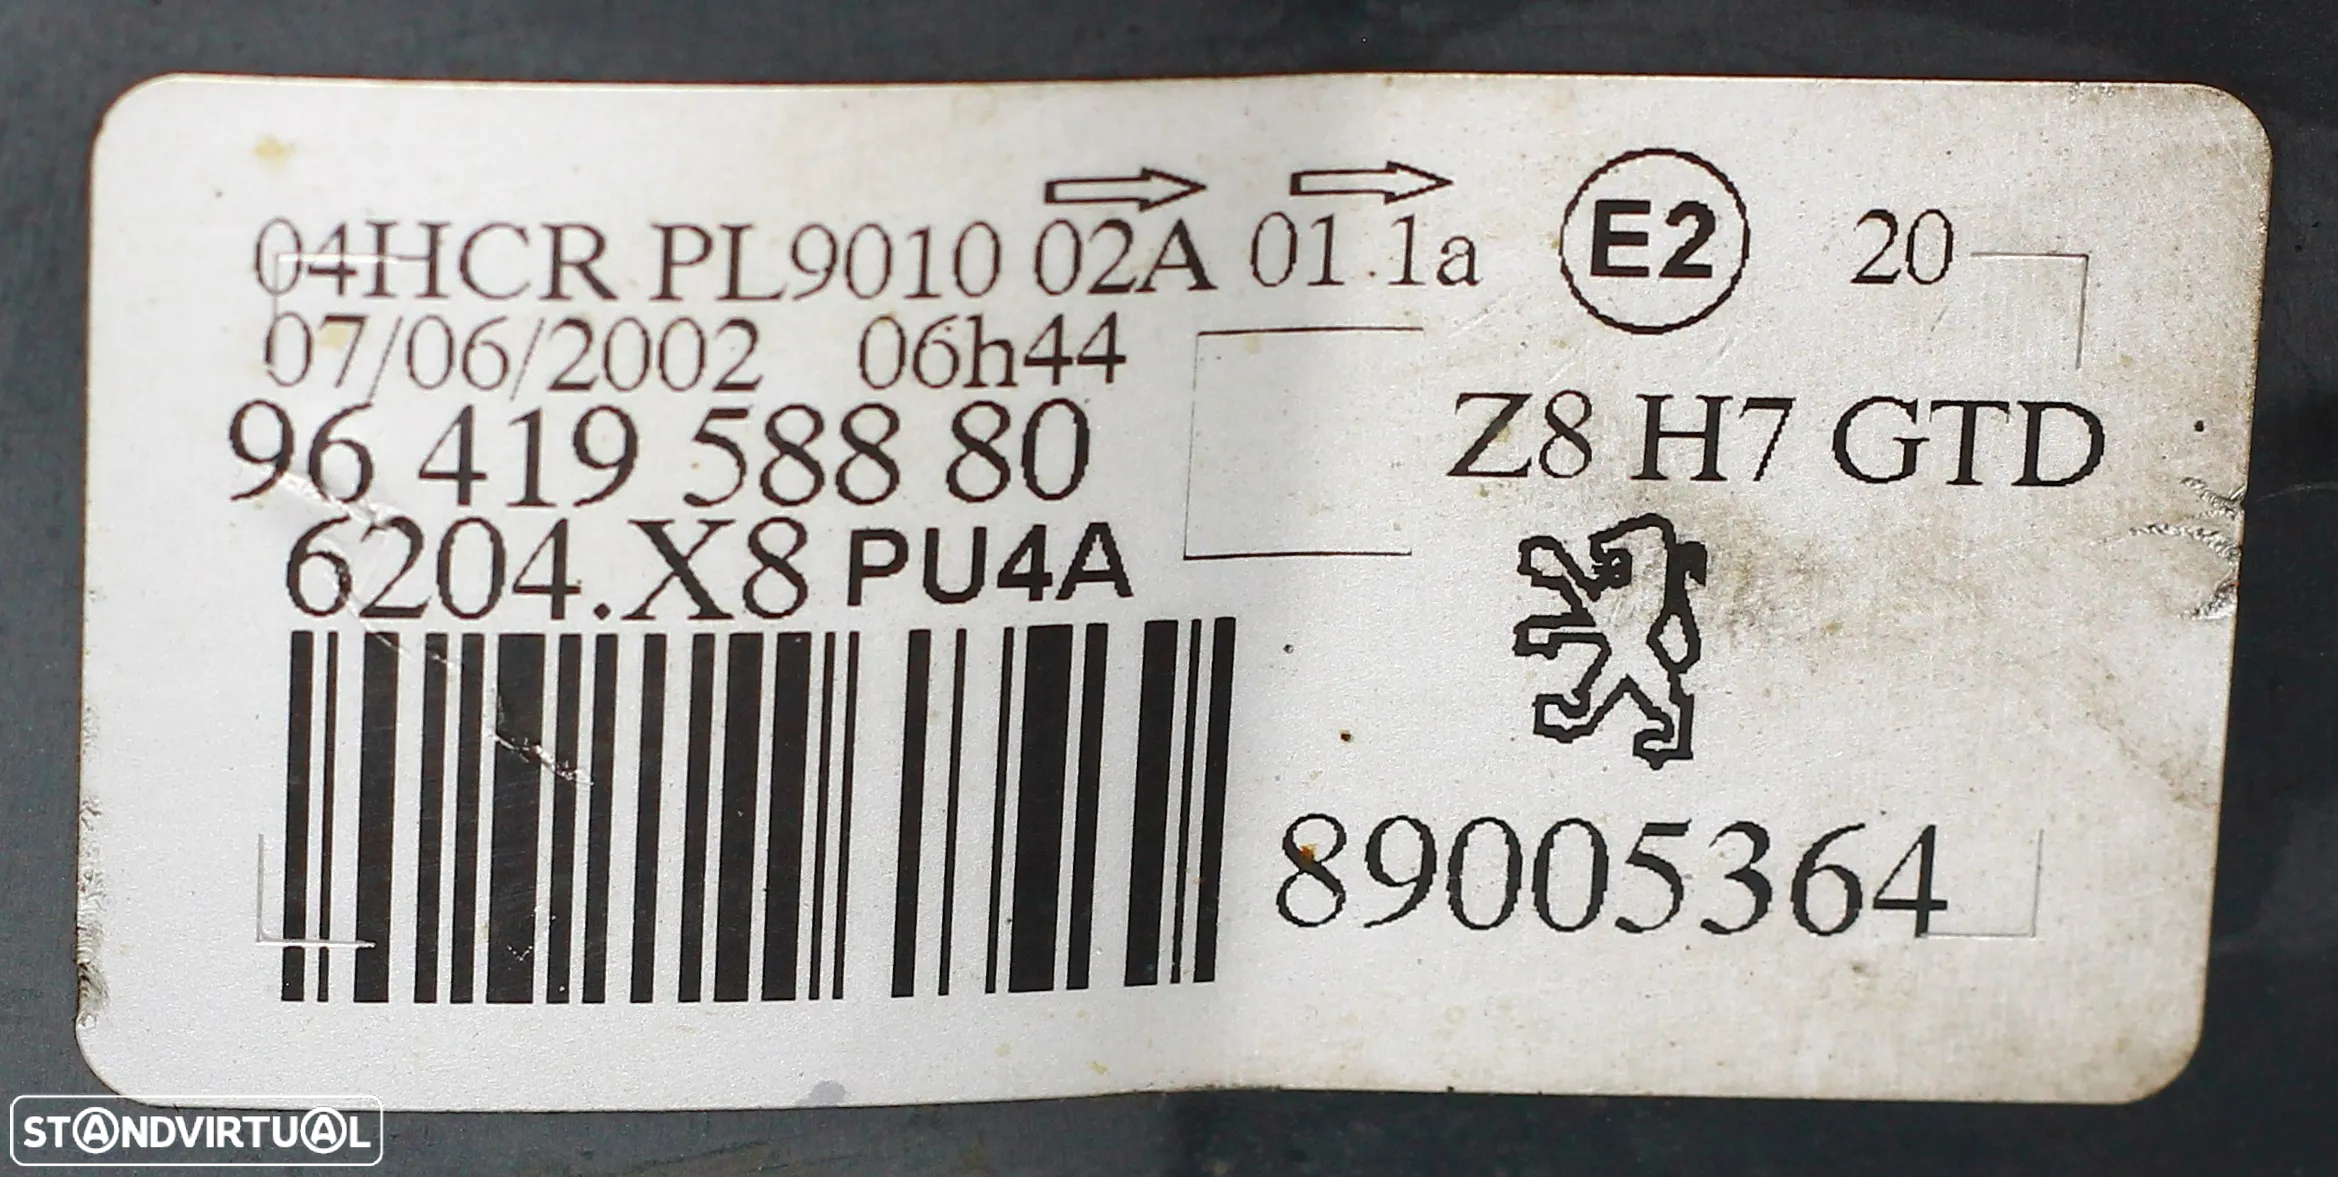 04HCR PL9010 02A 01.1a E2 20
07/06/2002 06h44
96 419 588 80
Z8 H7 GTD
6204.X8 PU4A
89005364
STANDVIRTUAL